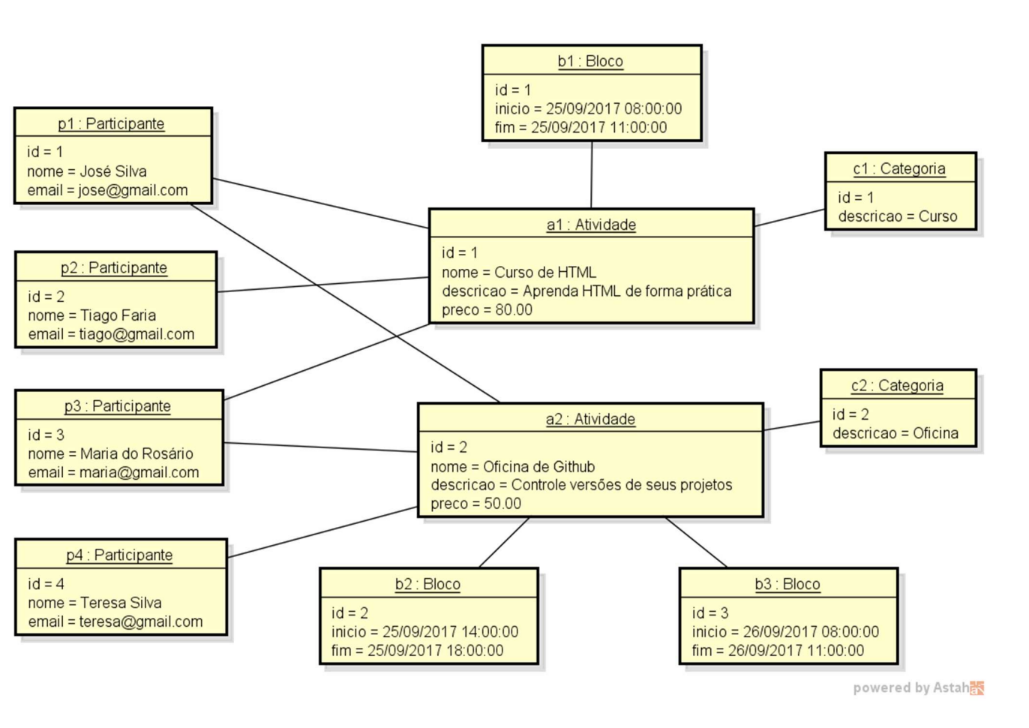 b1 : Bloco
id = 1
inicio = 25/09/2017 08:00:00
fim = 25/09/2017 11:00:00
p1 : Participante
id = 1
nome = José Silva
email = jose@gmail.com
c1 : Categoria
id = 1
descricao = Curso
a1 : Atividade
id = 1
nome = Curso de HTML
descricao = Aprenda HTML de forma prática
preco = 80.00
p2 : Participante
id = 2
nome = Tiago Faria
email = tiago@gmail.com
p3 : Participante
id = 3
nome = Maria do Rosário
email = maria@gmail.com
c2 : Categoria
id = 2
descricao = Oficina
a2 : Atividade
id = 2
nome = Oficina de Github
descricao = Controle versões de seus projetos
preco = 50.00
p4 : Participante
id = 4
nome = Teresa Silva
email = teresa@gmail.com
b2 : Bloco
id = 2
inicio = 25/09/2017 14:00:00
fim = 25/09/2017 18:00:00
b3 : Bloco
id = 3
inicio = 26/09/2017 08:00:00
fim = 26/09/2017 11:00:00
powered by Astah